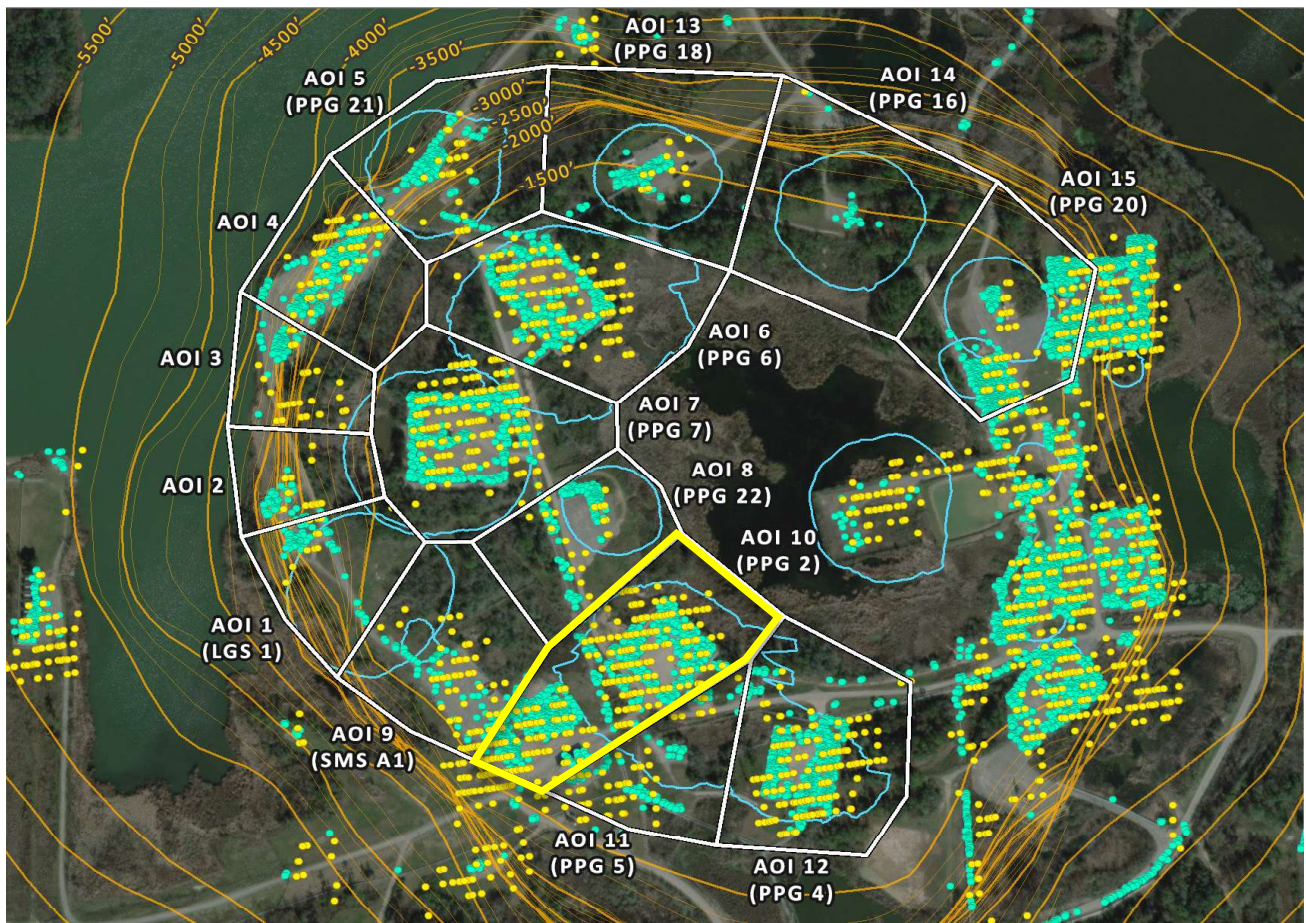 -5500'
-5000'
-4500'
-4000'
-3500'
-3000'
-2500'
-2000'
-1500'
AOI 13
(PPG 18)
AOI 5
(PPG 21)
AOI 14
(PPG 16)
AOI 15
(PPG 20)
AOI 4
AOI 3
AOI 6
(PPG 6)
AOI 7
(PPG 7)
AOI 2
AOI 8
(PPG 22)
AOI 10
(PPG 2)
AOI 1
(LGS 1)
AOI 9
(SMS A1)
AOI 11
(PPG 5)
AOI 12
(PPG 4)